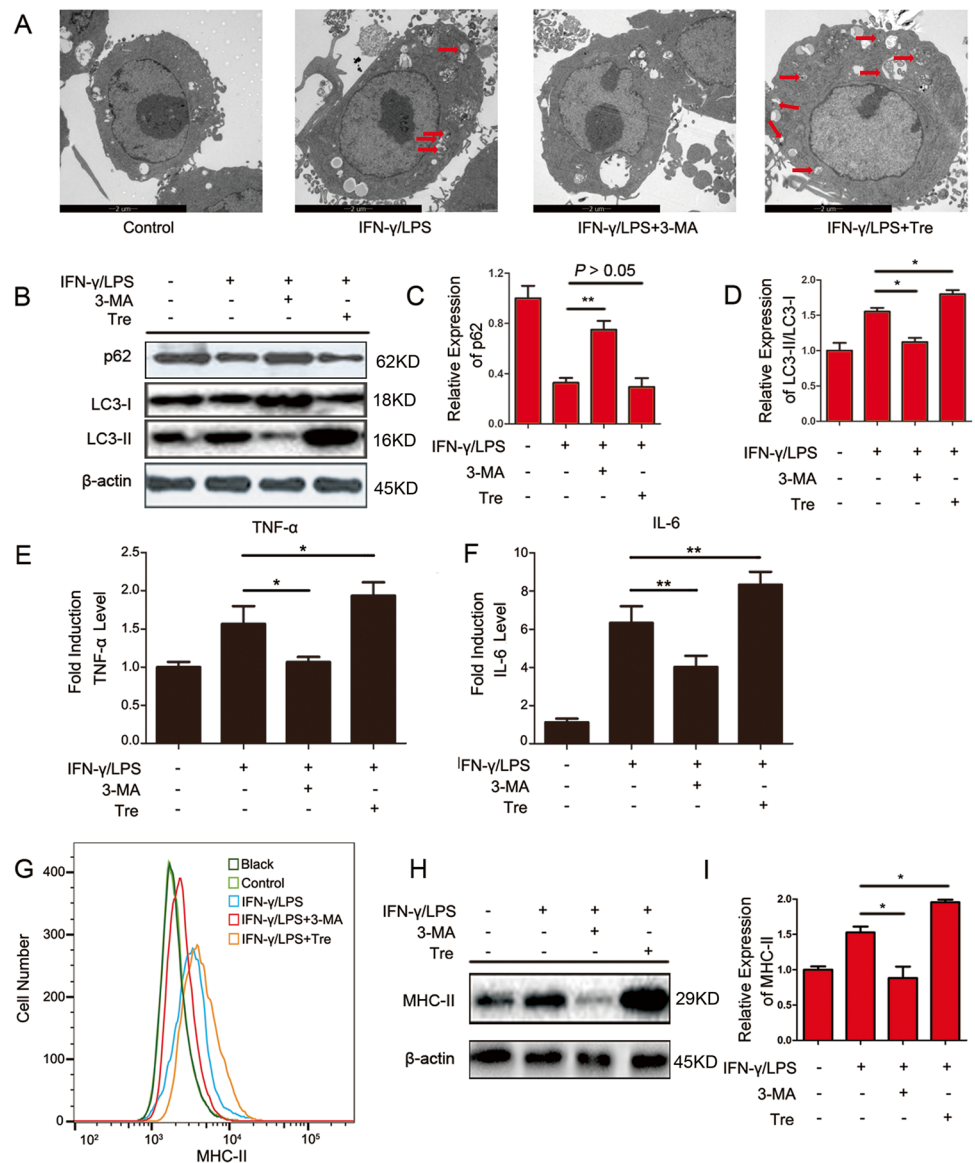 A
2 um
2 um
2 um
2 um
Control
IFN-γ/LPS
IFN-γ/LPS+3-MA
IFN-γ/LPS+Tre
B
IFN-γ/LPS - + + +
3-MA - - + -
Tre - - - +
p62 62KD
LC3-I 18KD
LC3-II 16KD
β-actin 45KD
C
Relative Expression
of p62
1.2
0.8
0.4
0.0
P > 0.05
**
IFN-γ/LPS - + + +
3-MA - - + -
Tre - - - +
D
Relative Expression
of LC3-II/LC3-I
2.0
1.5
1.0
0.5
0.0
*
*
IFN-γ/LPS - + + +
3-MA - - + -
Tre - - - +
E
TNF-α
Fold Induction
TNF-α Level
2.5
2.0
1.5
1.0
0.5
0.0
*
*
IFN-γ/LPS - + + +
3-MA - - + -
Tre - - - +
F
IL-6
Fold Induction
IL-6 Level
10
8
6
4
2
0
**
**
IFN-γ/LPS - + + +
3-MA - - + -
Tre - - - +
G
Cell Number
400
300
200
100
0
Black
Control
IFN-γ/LPS
IFN-γ/LPS+3-MA
IFN-γ/LPS+Tre
10² 10³ 10⁴ 10⁵
MHC-II
H
IFN-γ/LPS - + + +
3-MA - - + -
Tre - - - +
MHC-II 29KD
β-actin 45KD
I
Relative Expression
of MHC-II
2.0
1.5
1.0
0.5
0.0
*
*
IFN-γ/LPS - + + +
3-MA - - + -
Tre - - - +